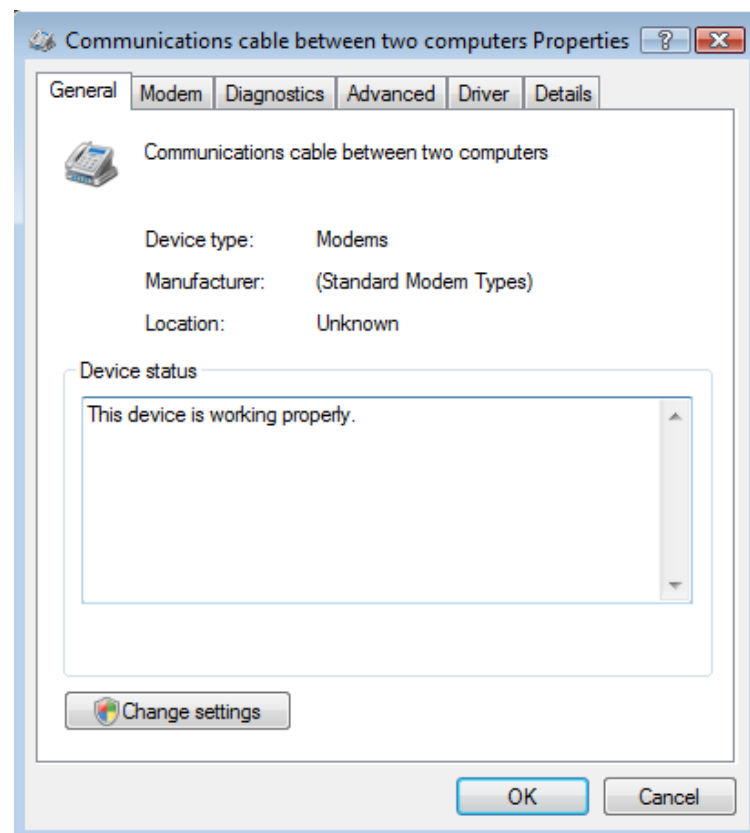 Communications cable between two computers Properties
General Modem Diagnostics Advanced Driver Details
Communications cable between two computers
Device type: Modems
Manufacturer: (Standard Modem Types)
Location: Unknown
Device status
This device is working properly.
Change settings
OK Cancel